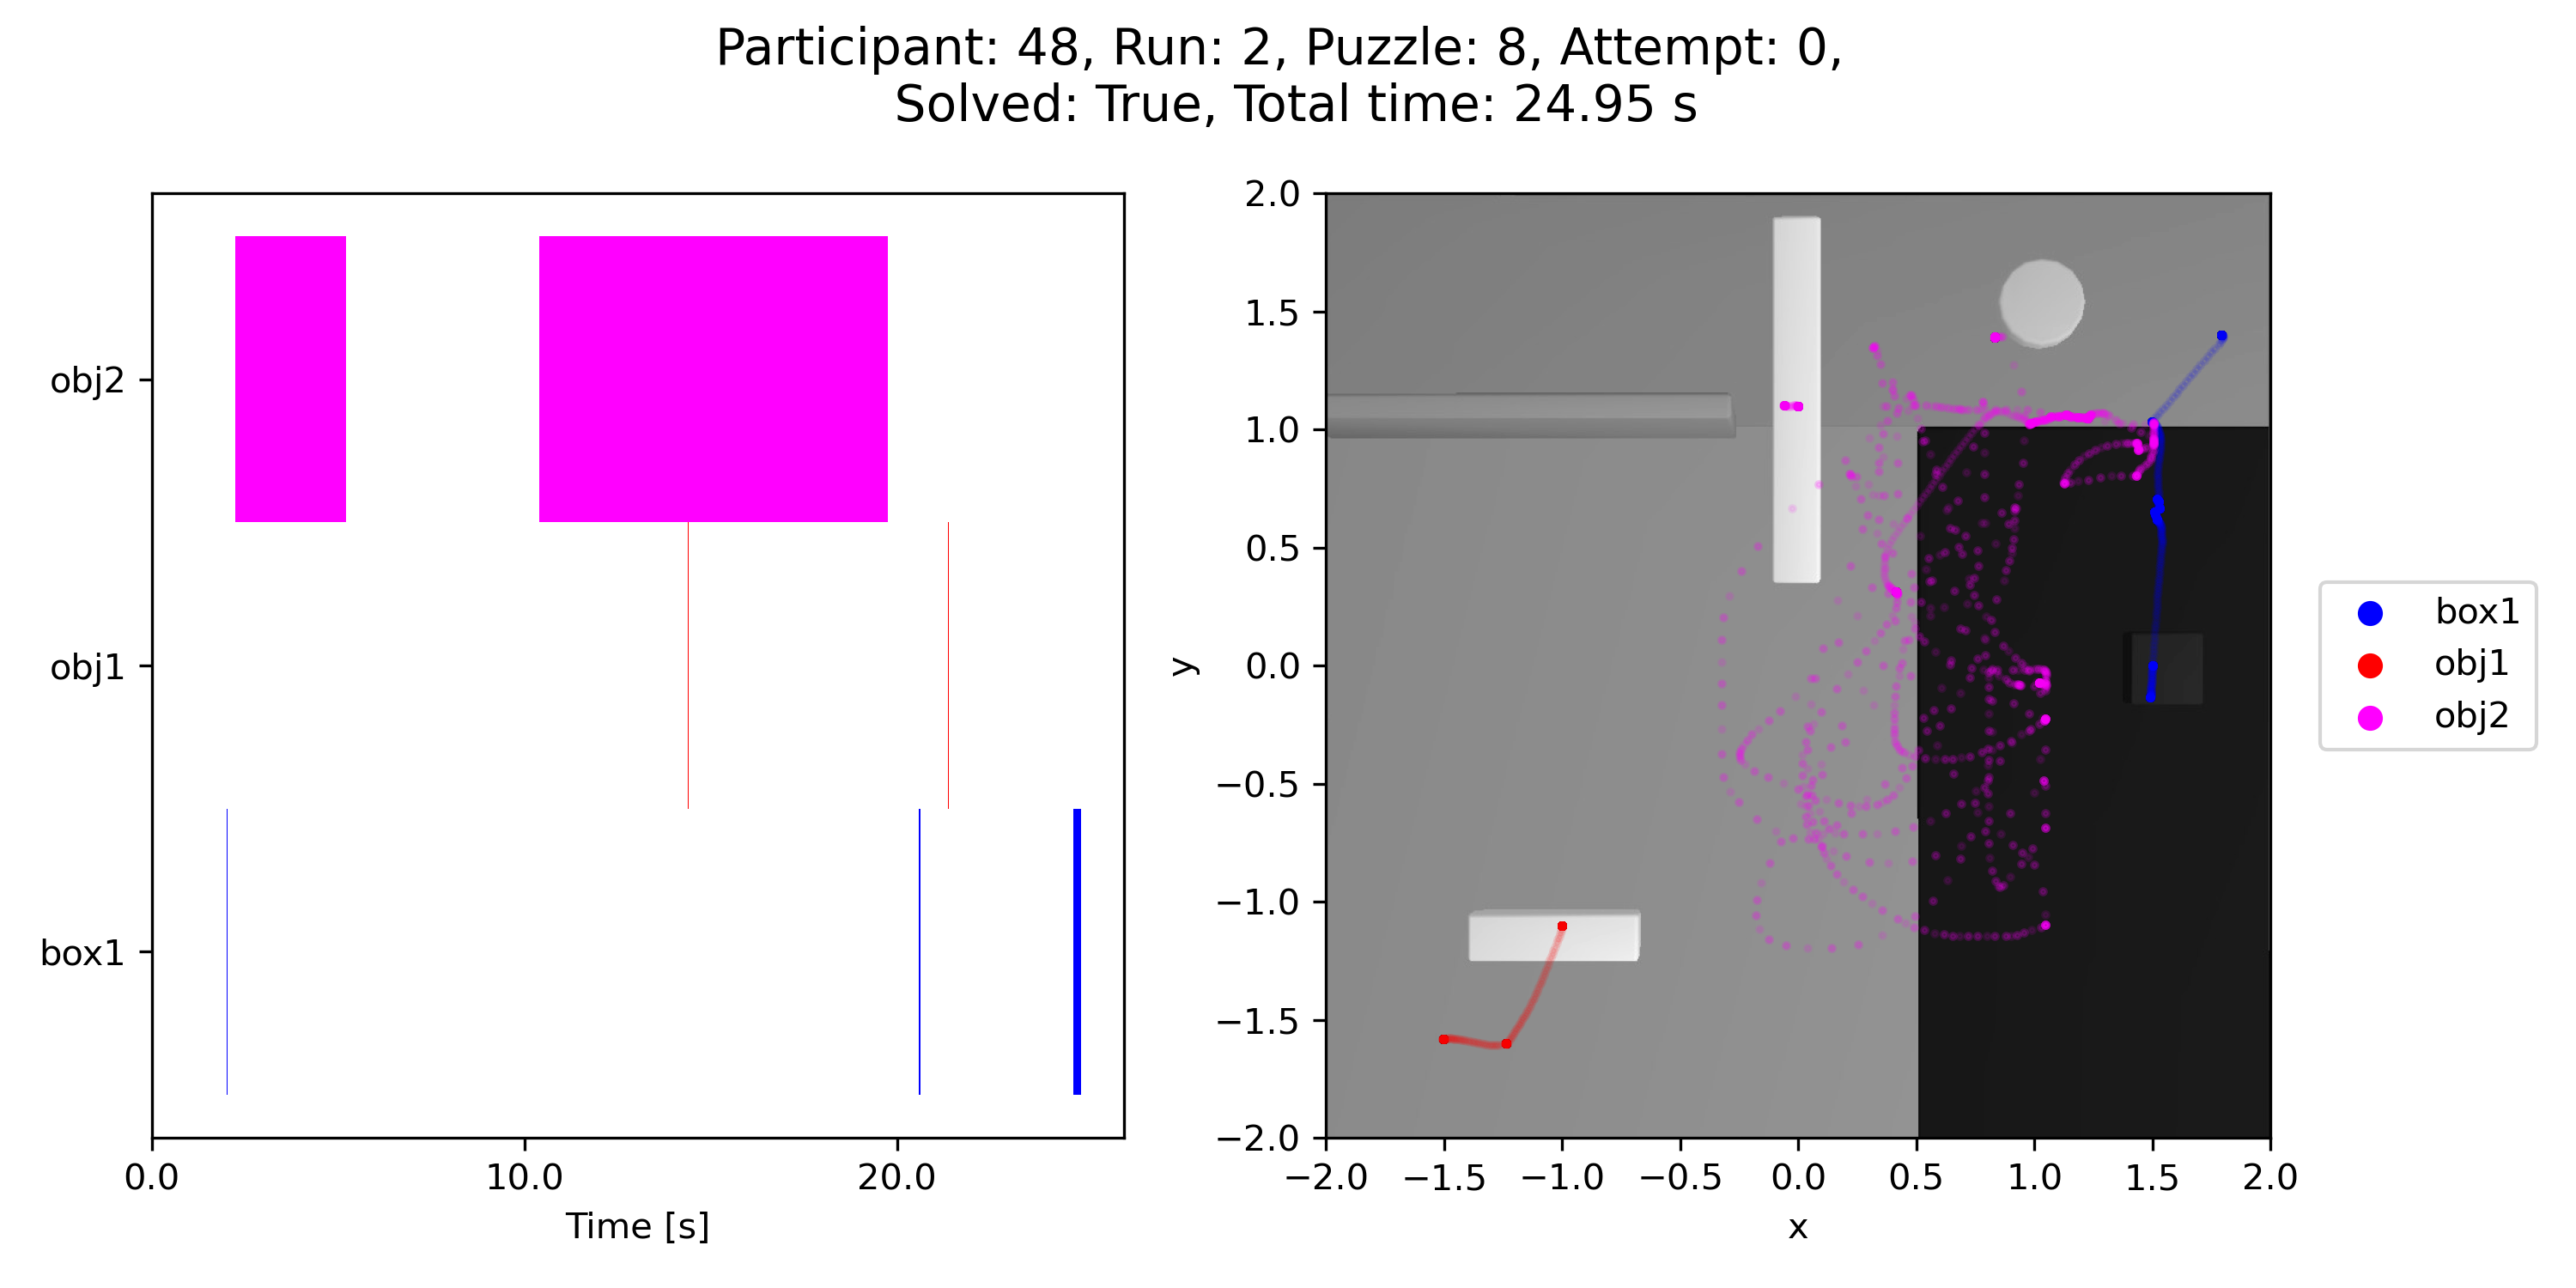 Participant: 48, Run: 2, Puzzle: 8, Attempt: 0,
Solved: True, Total time: 24.95 s
obj2
obj1
box1
0.0 10.0 20.0
Time [s]
2.0
1.5
1.0
0.5
0.0
−0.5
−1.0
−1.5
−2.0
y
−2.0 −1.5 −1.0 −0.5 0.0 0.5 1.0 1.5 2.0
x
box1
obj1
obj2